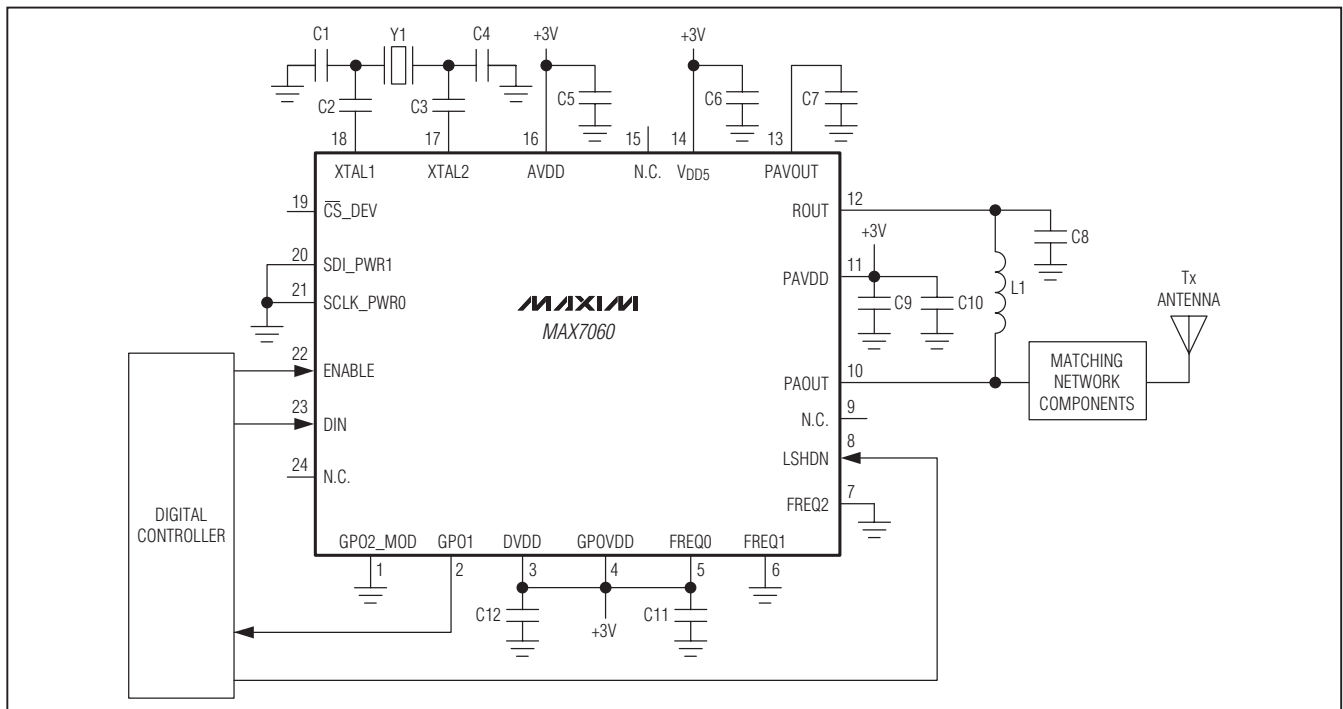 C1 Y1 C4 +3V +3V
C2 C3 C5 C6 C7
18 17 16 15 14 13
XTAL1 XTAL2 AVDD N.C. VDD5 PAVOUT
19 C̅S̅_DEV
ROUT 12
C8
+3V
20 SDI_PWR1
PAVDD 11
21 SCLK_PWR0
C9 C10 L1
Tx
ANTENNA
MAXIM
MAX7060
22 ENABLE
PAOUT 10
MATCHING
NETWORK
COMPONENTS
23 DIN
N.C. 9
LSHDN 8
24 N.C.
FREQ2 7
DIGITAL
CONTROLLER
GPO2_MOD GPO1 DVDD GPOVDD FREQ0 FREQ1
1 2 3 4 5 6
C12 +3V C11